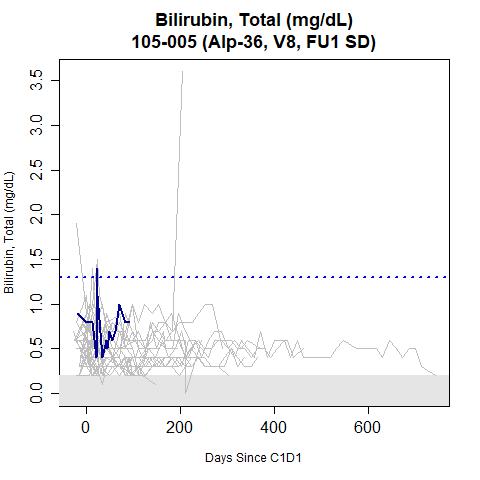 Bilirubin, Total (mg/dL)
105-005 (Alp-36, V8, FU1 SD)
Bilirubin, Total (mg/dL)
3.5
3.0
2.5
2.0
1.5
1.0
0.5
0.0
0 200 400 600
Days Since C1D1